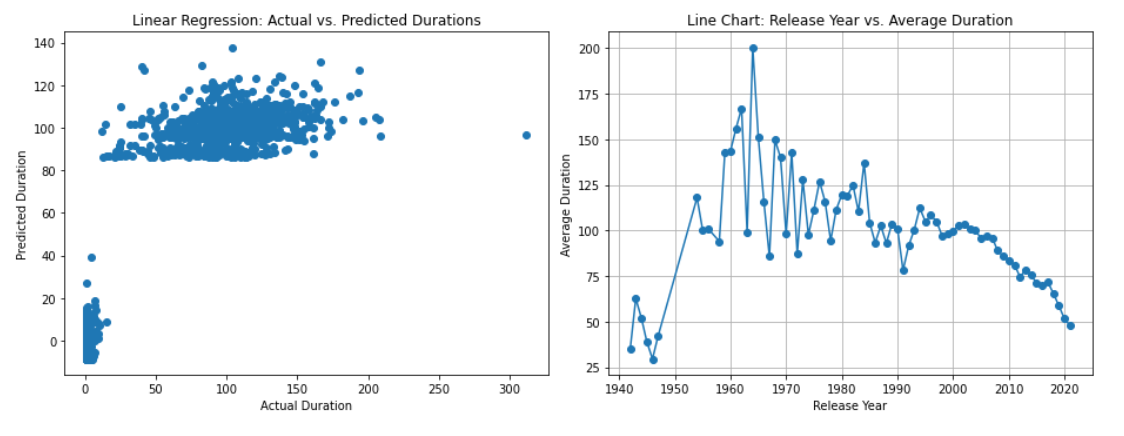 Linear Regression: Actual vs. Predicted Durations
140
120
100
80
60
40
20
0
Predicted Duration
0 50 100 150 200 250 300
Actual Duration
Line Chart: Release Year vs. Average Duration
200
175
150
125
100
75
50
25
Average Duration
1940 1950 1960 1970 1980 1990 2000 2010 2020
Release Year